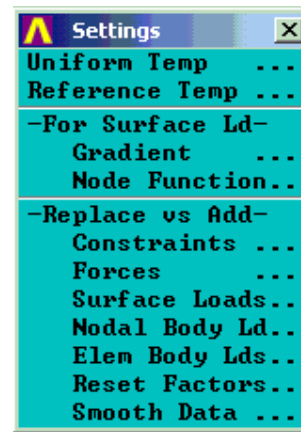 Settings
Uniform Temp ...
Reference Temp ...
-For Surface Ld-
Gradient ...
Node Function..
-Replace vs Add-
Constraints ...
Forces ...
Surface Loads..
Nodal Body Ld..
Elem Body Lds..
Reset Factors..
Smooth Data ...